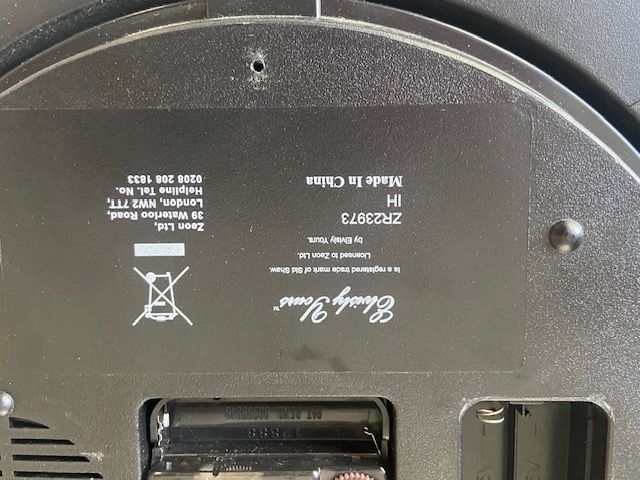 Elvisly Yours™
is a registered trade mark of Sid Shaw.
Licensed to Zeon Ltd.
by Elvisly Yours.
ZR23973
IH
Made In China
Zeon Ltd,
39 Waterloo Road,
London, NW2 7TT,
Helpline Tel. No.
0208 208 1833